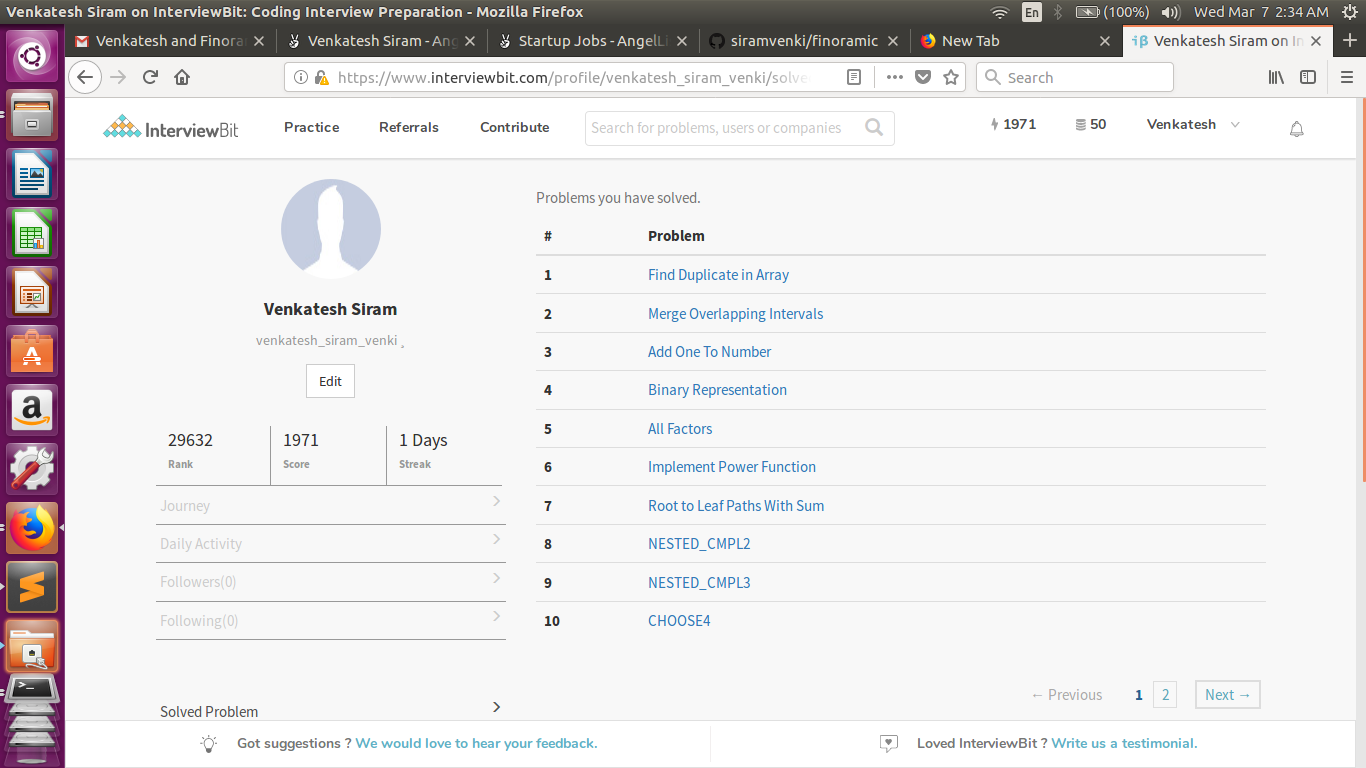 Venkatesh Siram on InterviewBit: Coding Interview Preparation - Mozilla Firefox
En (100%) Wed Mar 7 2:34 AM
Venkatesh and Finora
Venkatesh Siram - Ang
Startup Jobs - AngelLi
siramvenki/finoramic
New Tab
iβ Venkatesh Siram on In
https://www.interviewbit.com/profile/venkatesh_siram_venki/solve
Search
InterviewBit
Practice
Referrals
Contribute
Search for problems, users or companies
1971
50
Venkatesh
Venkatesh Siram
venkatesh_siram_venki
Edit
29632
Rank
1971
Score
1 Days
Streak
Journey
Daily Activity
Followers(0)
Following(0)
Solved Problem
Problems you have solved.
# Problem
1 Find Duplicate in Array
2 Merge Overlapping Intervals
3 Add One To Number
4 Binary Representation
5 All Factors
6 Implement Power Function
7 Root to Leaf Paths With Sum
8 NESTED_CMPL2
9 NESTED_CMPL3
10 CHOOSE4
← Previous 1 2 Next →
Got suggestions ? We would love to hear your feedback.
Loved InterviewBit ? Write us a testimonial.